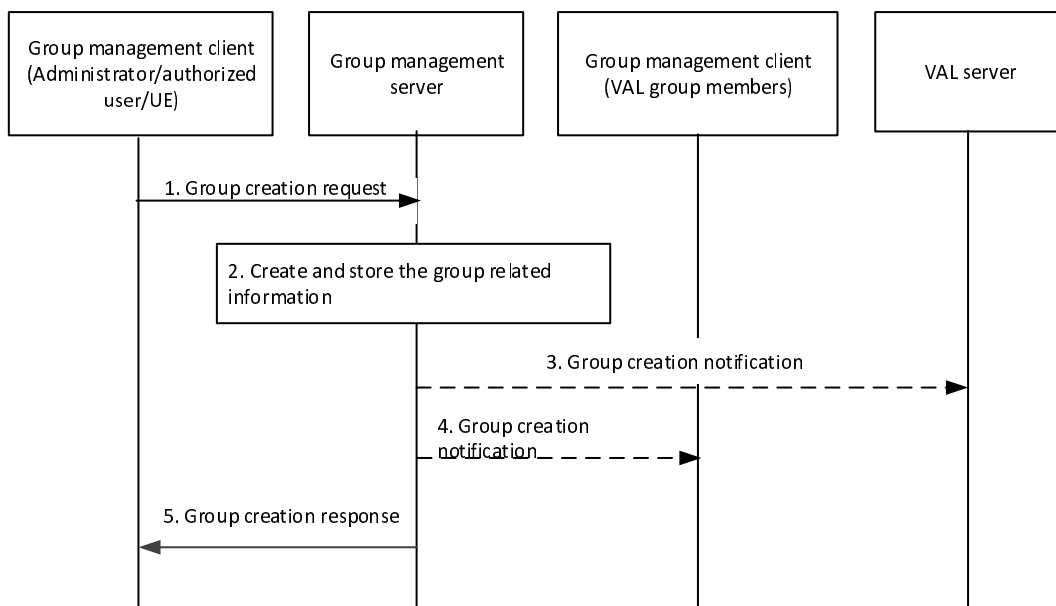 Group management client
(Administrator/authorized
user/UE)
Group management
server
Group management client
(VAL group members)
VAL server
1. Group creation request
2. Create and store the group related
information
3. Group creation notification
4. Group creation
notification
5. Group creation response